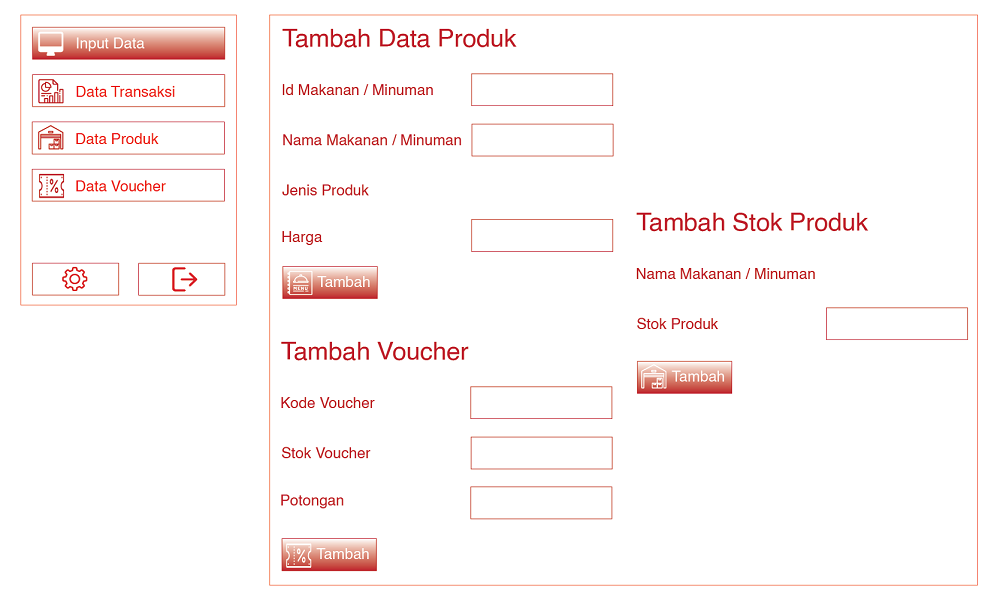 Input Data
Data Transaksi
Data Produk
Data Voucher
Tambah Data Produk
Id Makanan / Minuman
Nama Makanan / Minuman
Jenis Produk
Harga
MENU Tambah
Tambah Voucher
Kode Voucher
Stok Voucher
Potongan
% Tambah
Tambah Stok Produk
Nama Makanan / Minuman
Stok Produk
Tambah